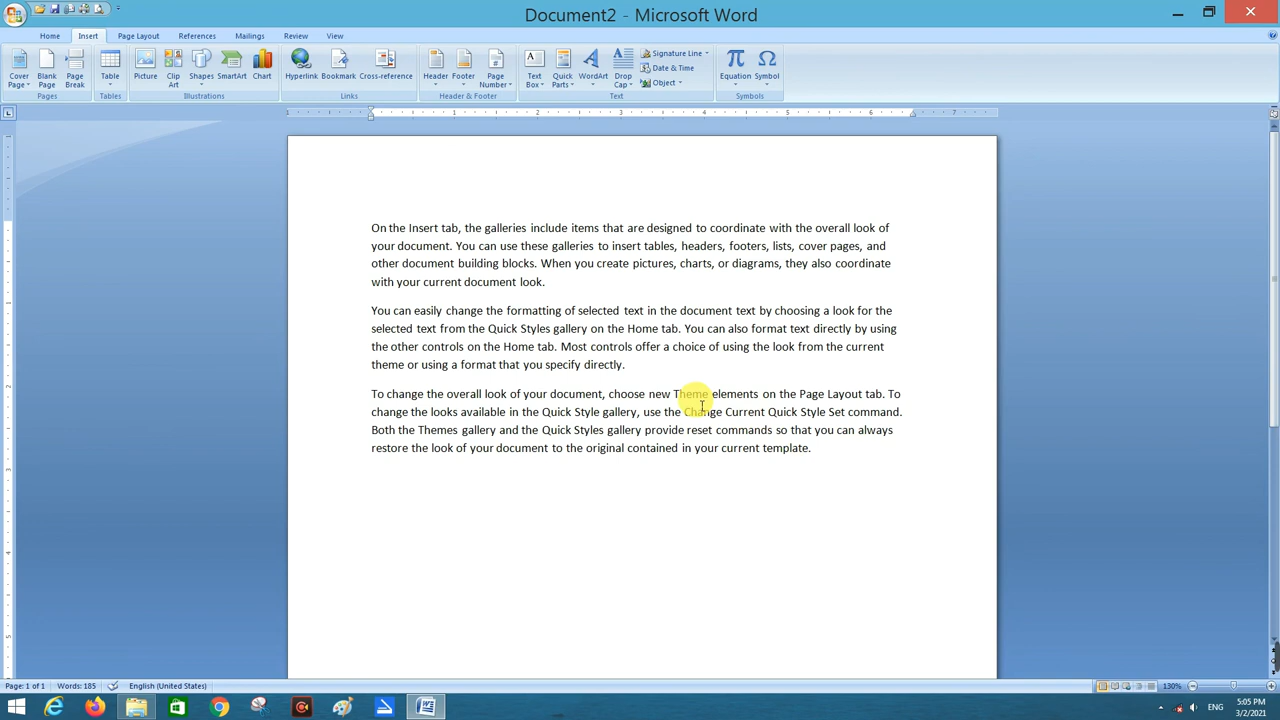 Document2 - Microsoft Word
Home Insert Page Layout References Mailings Review View
Cover Page Blank Page Page Break Table Picture Clip Art Shapes SmartArt Chart Hyperlink Bookmark Cross-reference Header Footer Page Number Text Box Quick Parts WordArt Drop Cap Signature Line Date & Time Object Equation Symbol
Pages Tables Illustrations Links Header & Footer Text Symbols
1 1 2 3 4 5 6 7
On the Insert tab, the galleries include items that are designed to coordinate with the overall look of
your document. You can use these galleries to insert tables, headers, footers, lists, cover pages, and
other document building blocks. When you create pictures, charts, or diagrams, they also coordinate
with your current document look.
You can easily change the formatting of selected text in the document text by choosing a look for the
selected text from the Quick Styles gallery on the Home tab. You can also format text directly by using
the other controls on the Home tab. Most controls offer a choice of using the look from the current
theme or using a format that you specify directly.
To change the overall look of your document, choose new Theme elements on the Page Layout tab. To
change the looks available in the Quick Style gallery, use the Change Current Quick Style Set command.
Both the Themes gallery and the Quick Styles gallery provide reset commands so that you can always
restore the look of your document to the original contained in your current template.
Page: 1 of 1 Words: 185 English (United States) 130%
ENG 5:05 PM
3/2/2021